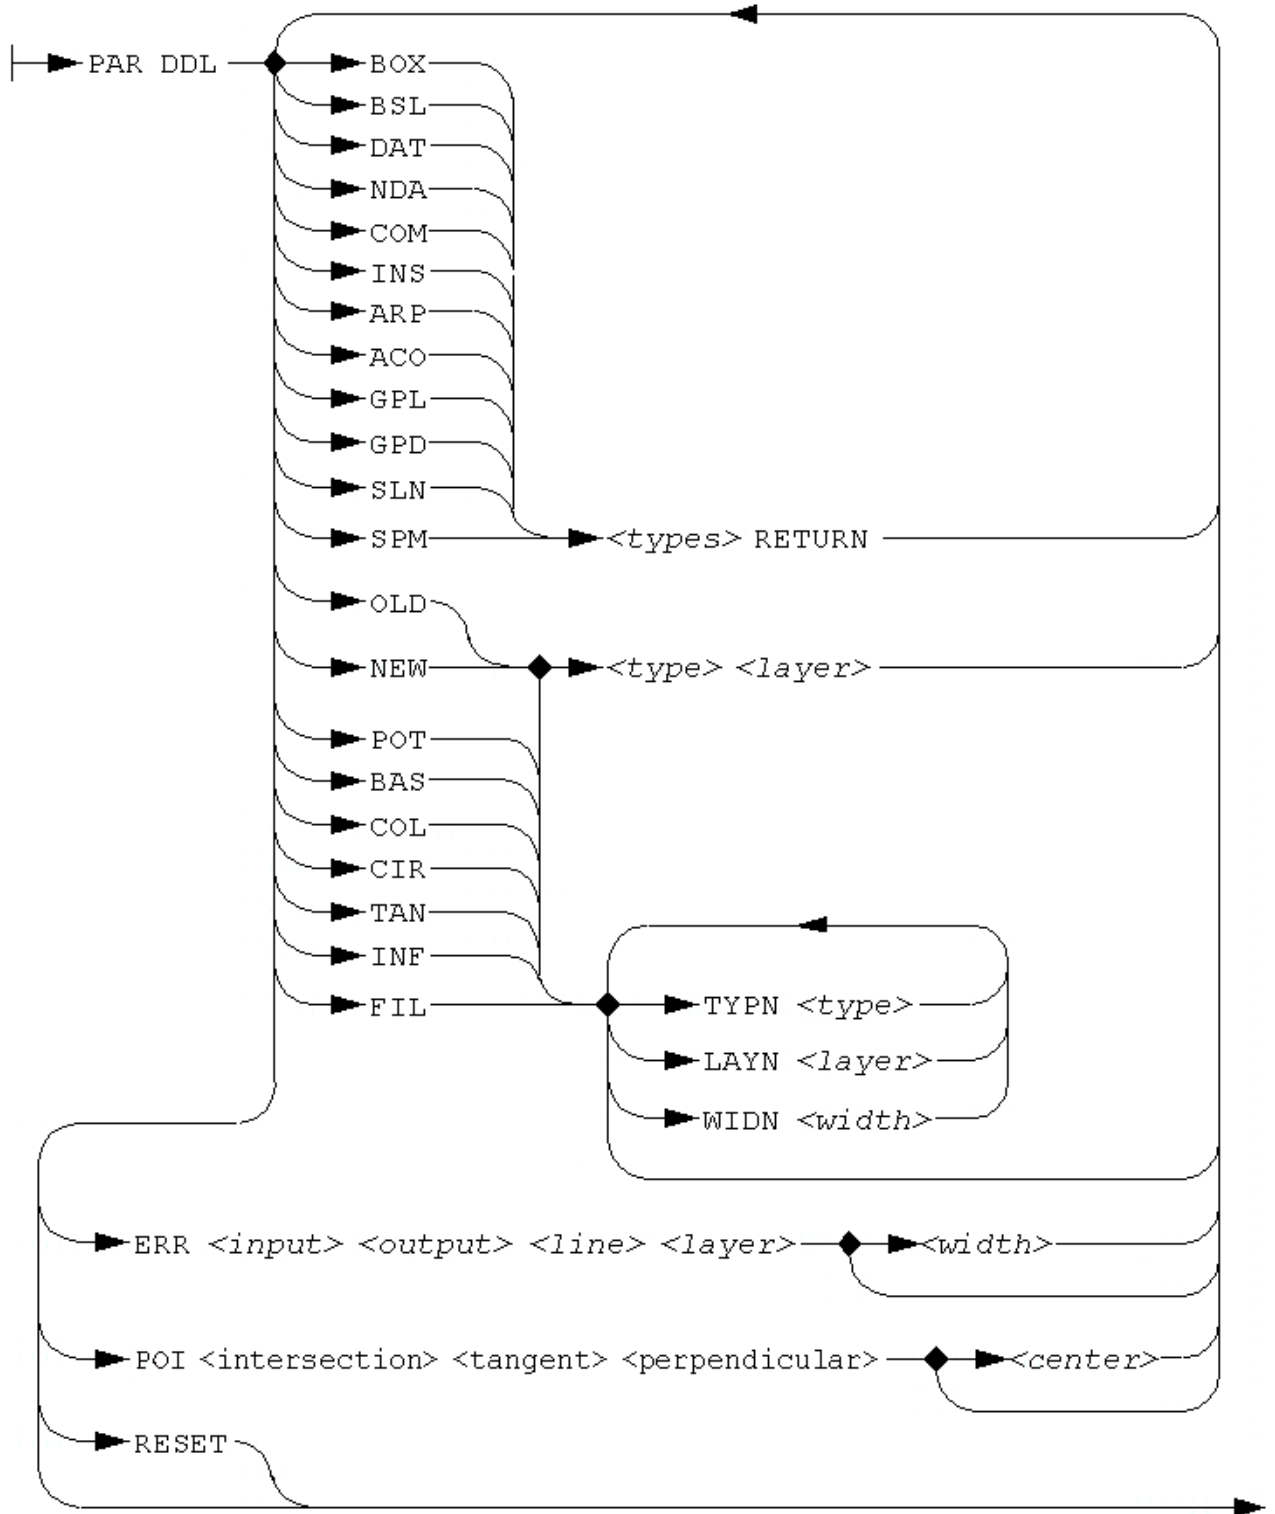 PAR DDL
BOX
BSL
DAT
NDA
COM
INS
ARP
ACO
GPL
GPD
SLN
SPM <types> RETURN
OLD
NEW <type> <layer>
POT
BAS
COL
CIR
TAN
INF
FIL TYPN <type>
LAYN <layer>
WIDN <width>
ERR <input> <output> <line> <layer> <width>
POI <intersection> <tangent> <perpendicular> <center>
RESET